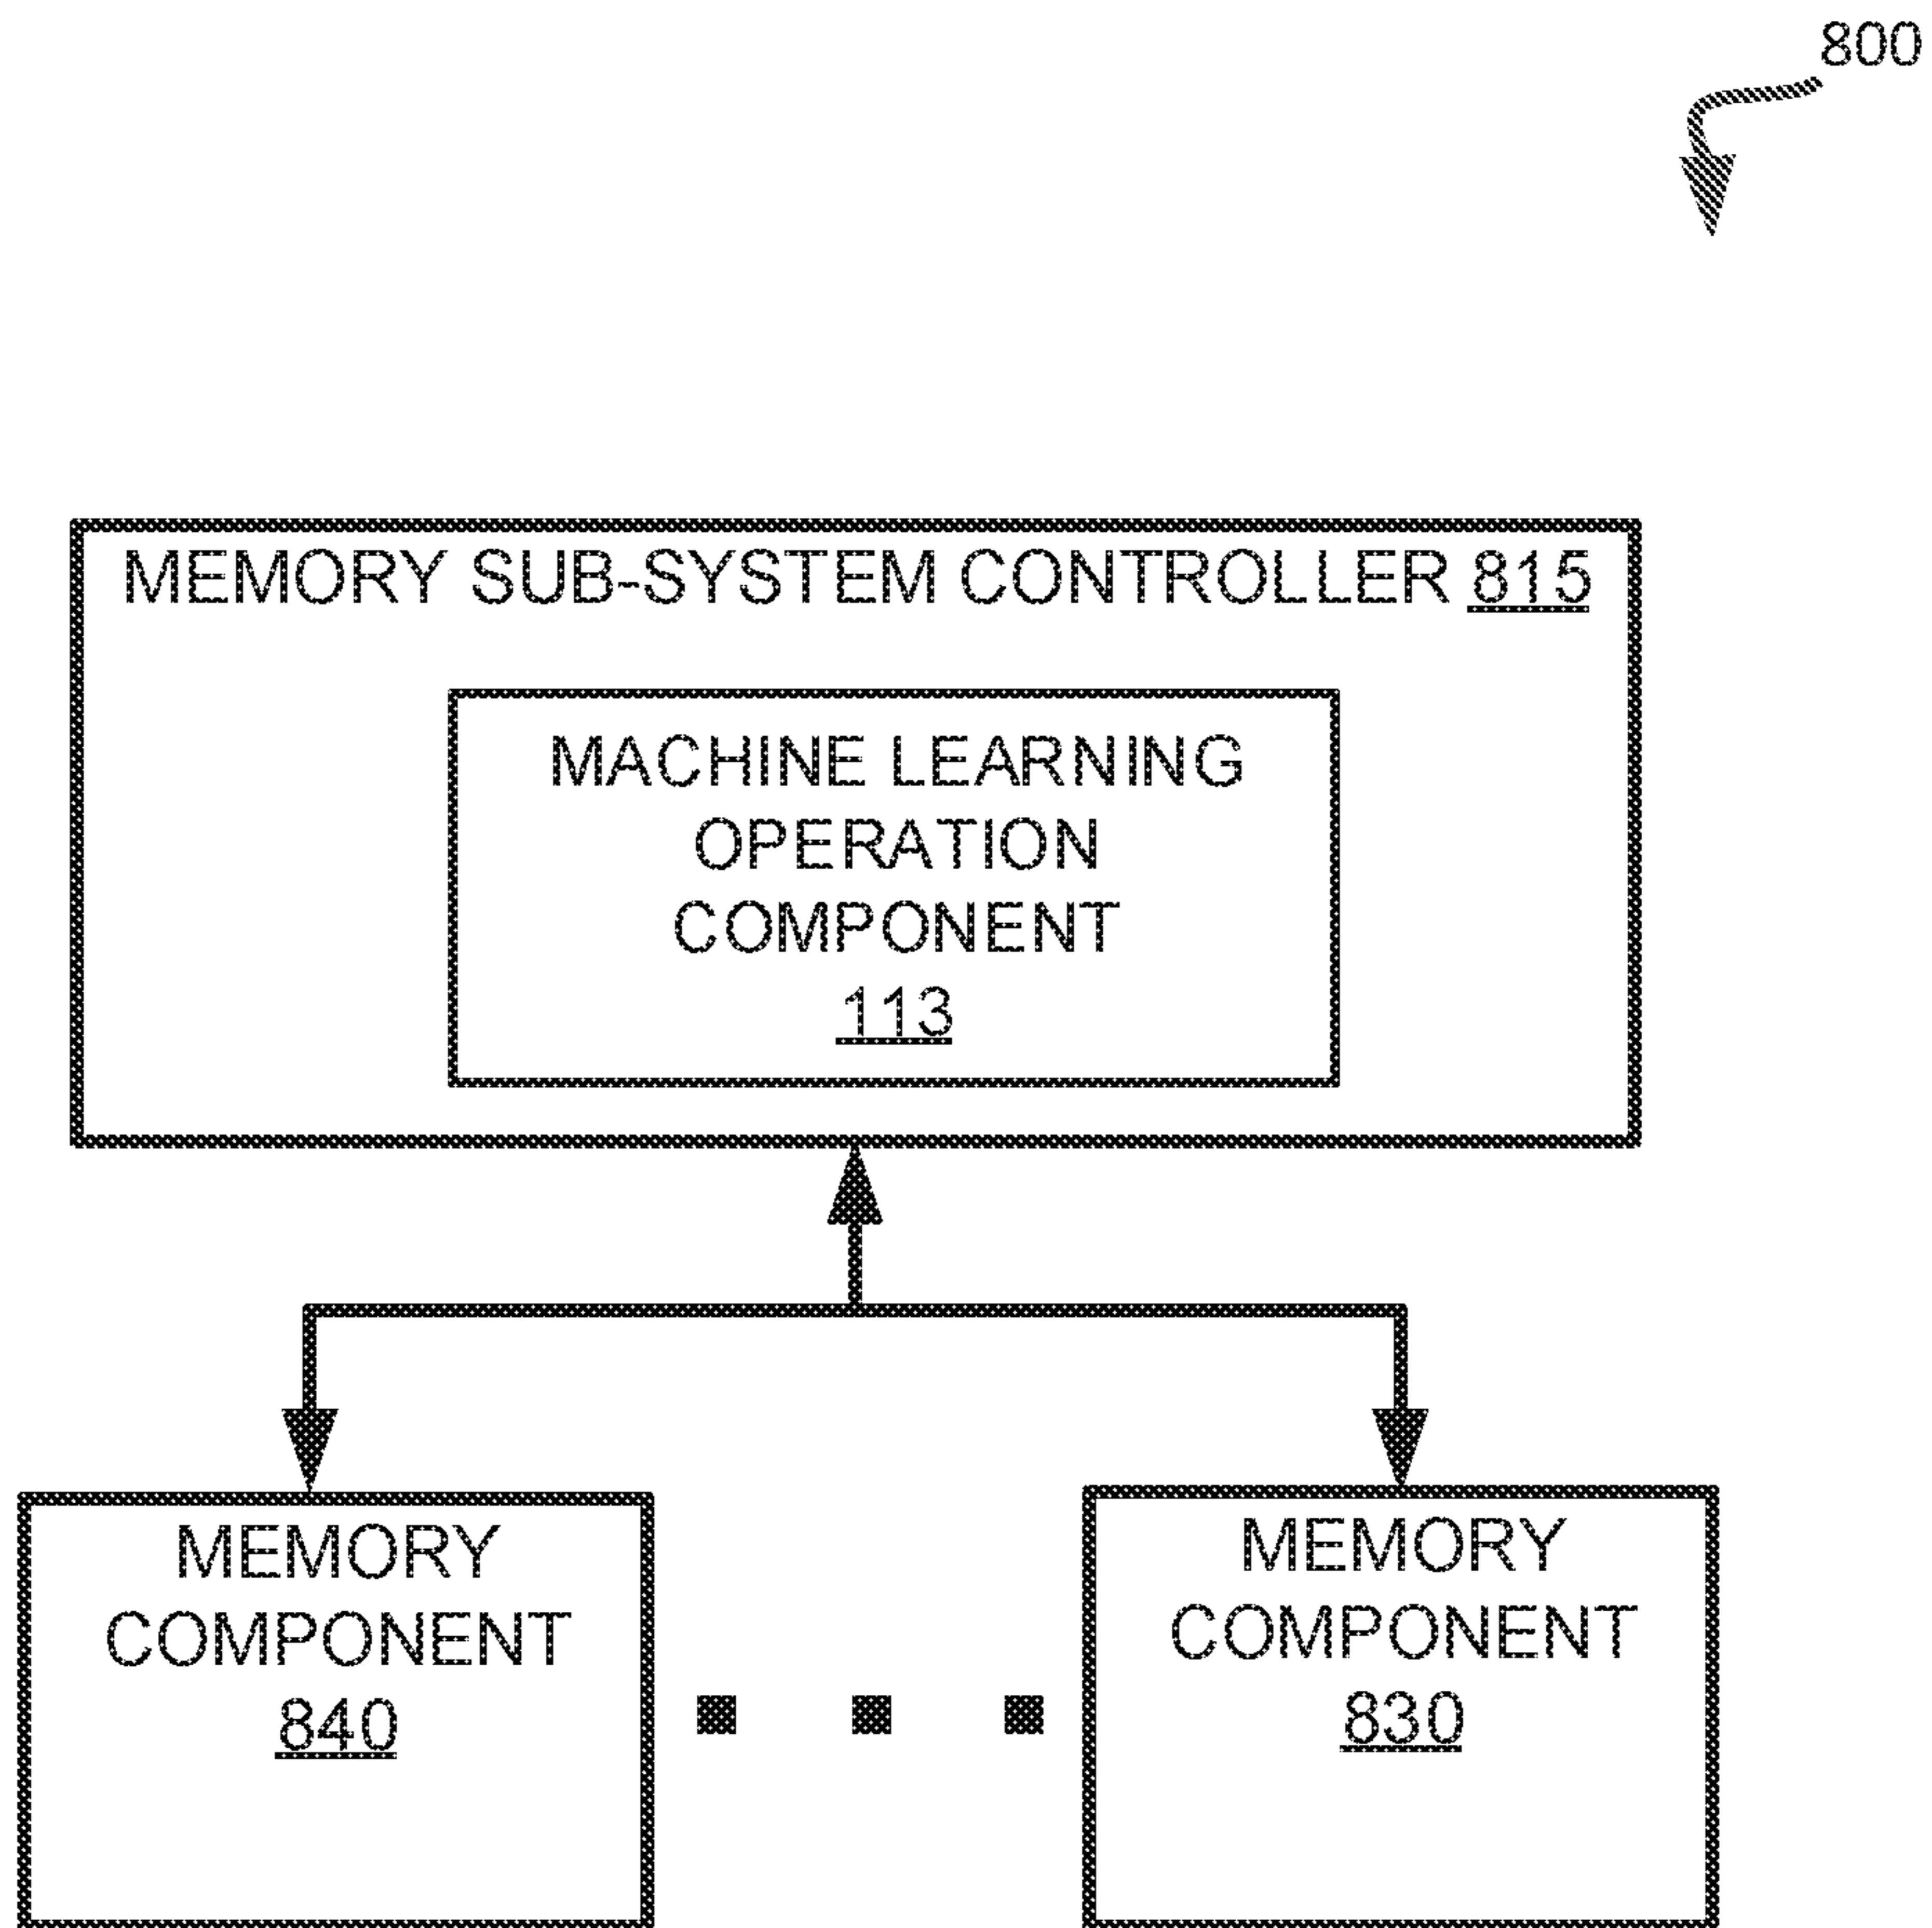 800
MEMORY SUB-SYSTEM CONTROLLER 815
MACHINE LEARNING
OPERATION
COMPONENT
113
MEMORY
COMPONENT
840
MEMORY
COMPONENT
830